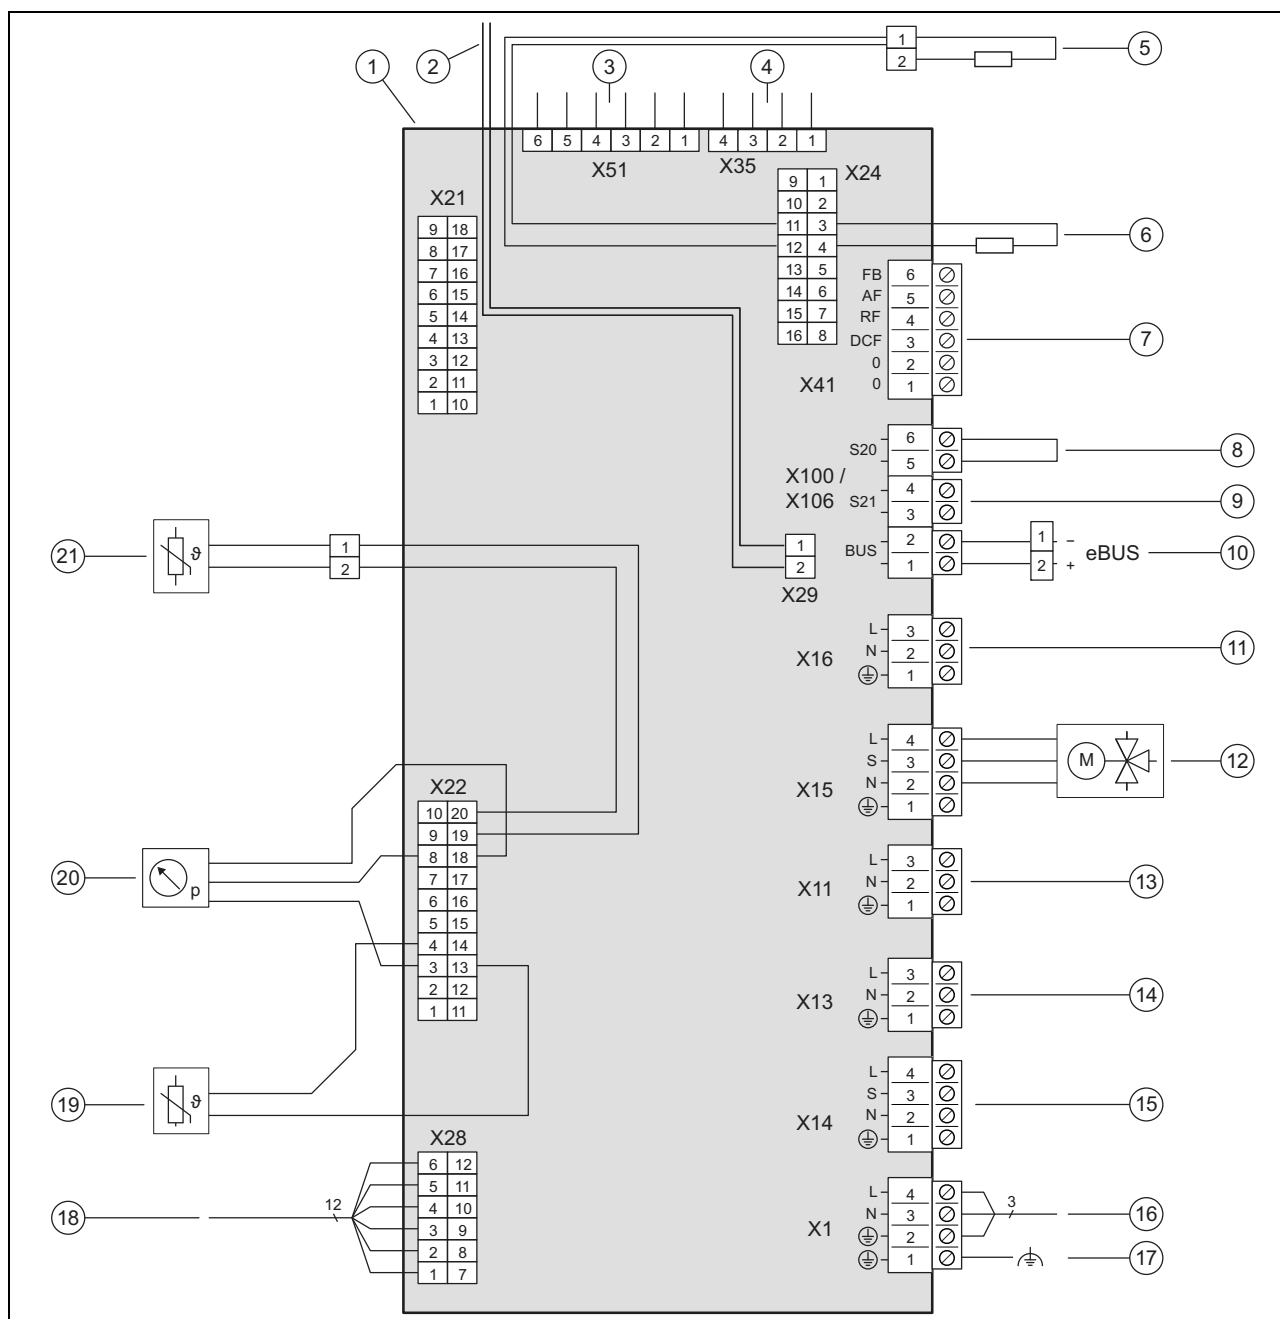 1
2
3
4
5
1
2
6 5 4 3 2 1
4 3 2 1
X51
X35
X24
9 1
10 2
11 3
12 4
13 5
14 6
15 7
16 8
6
X21
9 18
8 17
7 16
6 15
5 14
4 13
3 12
2 11
1 10
FB 6
AF 5
RF 4
DCF 3
0 2
0 1
X41
7
S20
6
5
8
X100 /
X106
S21
4
3
9
BUS
2
1
1 –
2 +
eBUS
10
1
2
X29
21
ϑ
1
2
X16
L 3
N 2
1
11
X15
L 4
S 3
N 2
1
M
12
X22
10 20
9 19
8 18
7 17
6 16
5 15
4 14
3 13
2 12
1 11
20
p
X11
L 3
N 2
1
13
X13
L 3
N 2
1
14
19
ϑ
X14
L 4
S 3
N 2
1
15
X28
6 12
5 11
4 10
3 9
2 8
1 7
18
12
X1
L 4
N 3
2
1
3
16
17